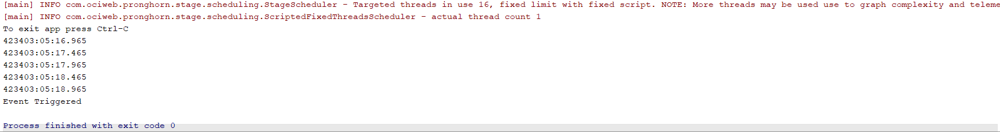 [main] INFO com.ociweb.pronghorn.stage.scheduling.StageScheduler - Targeted threads in use 16, fixed limit with fixed script. NOTE: More threads may be used use to graph complexity and teleme
[main] INFO com.ociweb.pronghorn.stage.scheduling.ScriptedFixedThreadsScheduler - actual thread count 1
To exit app press Ctrl-C
423403:05:16.965
423403:05:17.465
423403:05:17.965
423403:05:18.465
423403:05:18.965
Event Triggered
Process finished with exit code 0